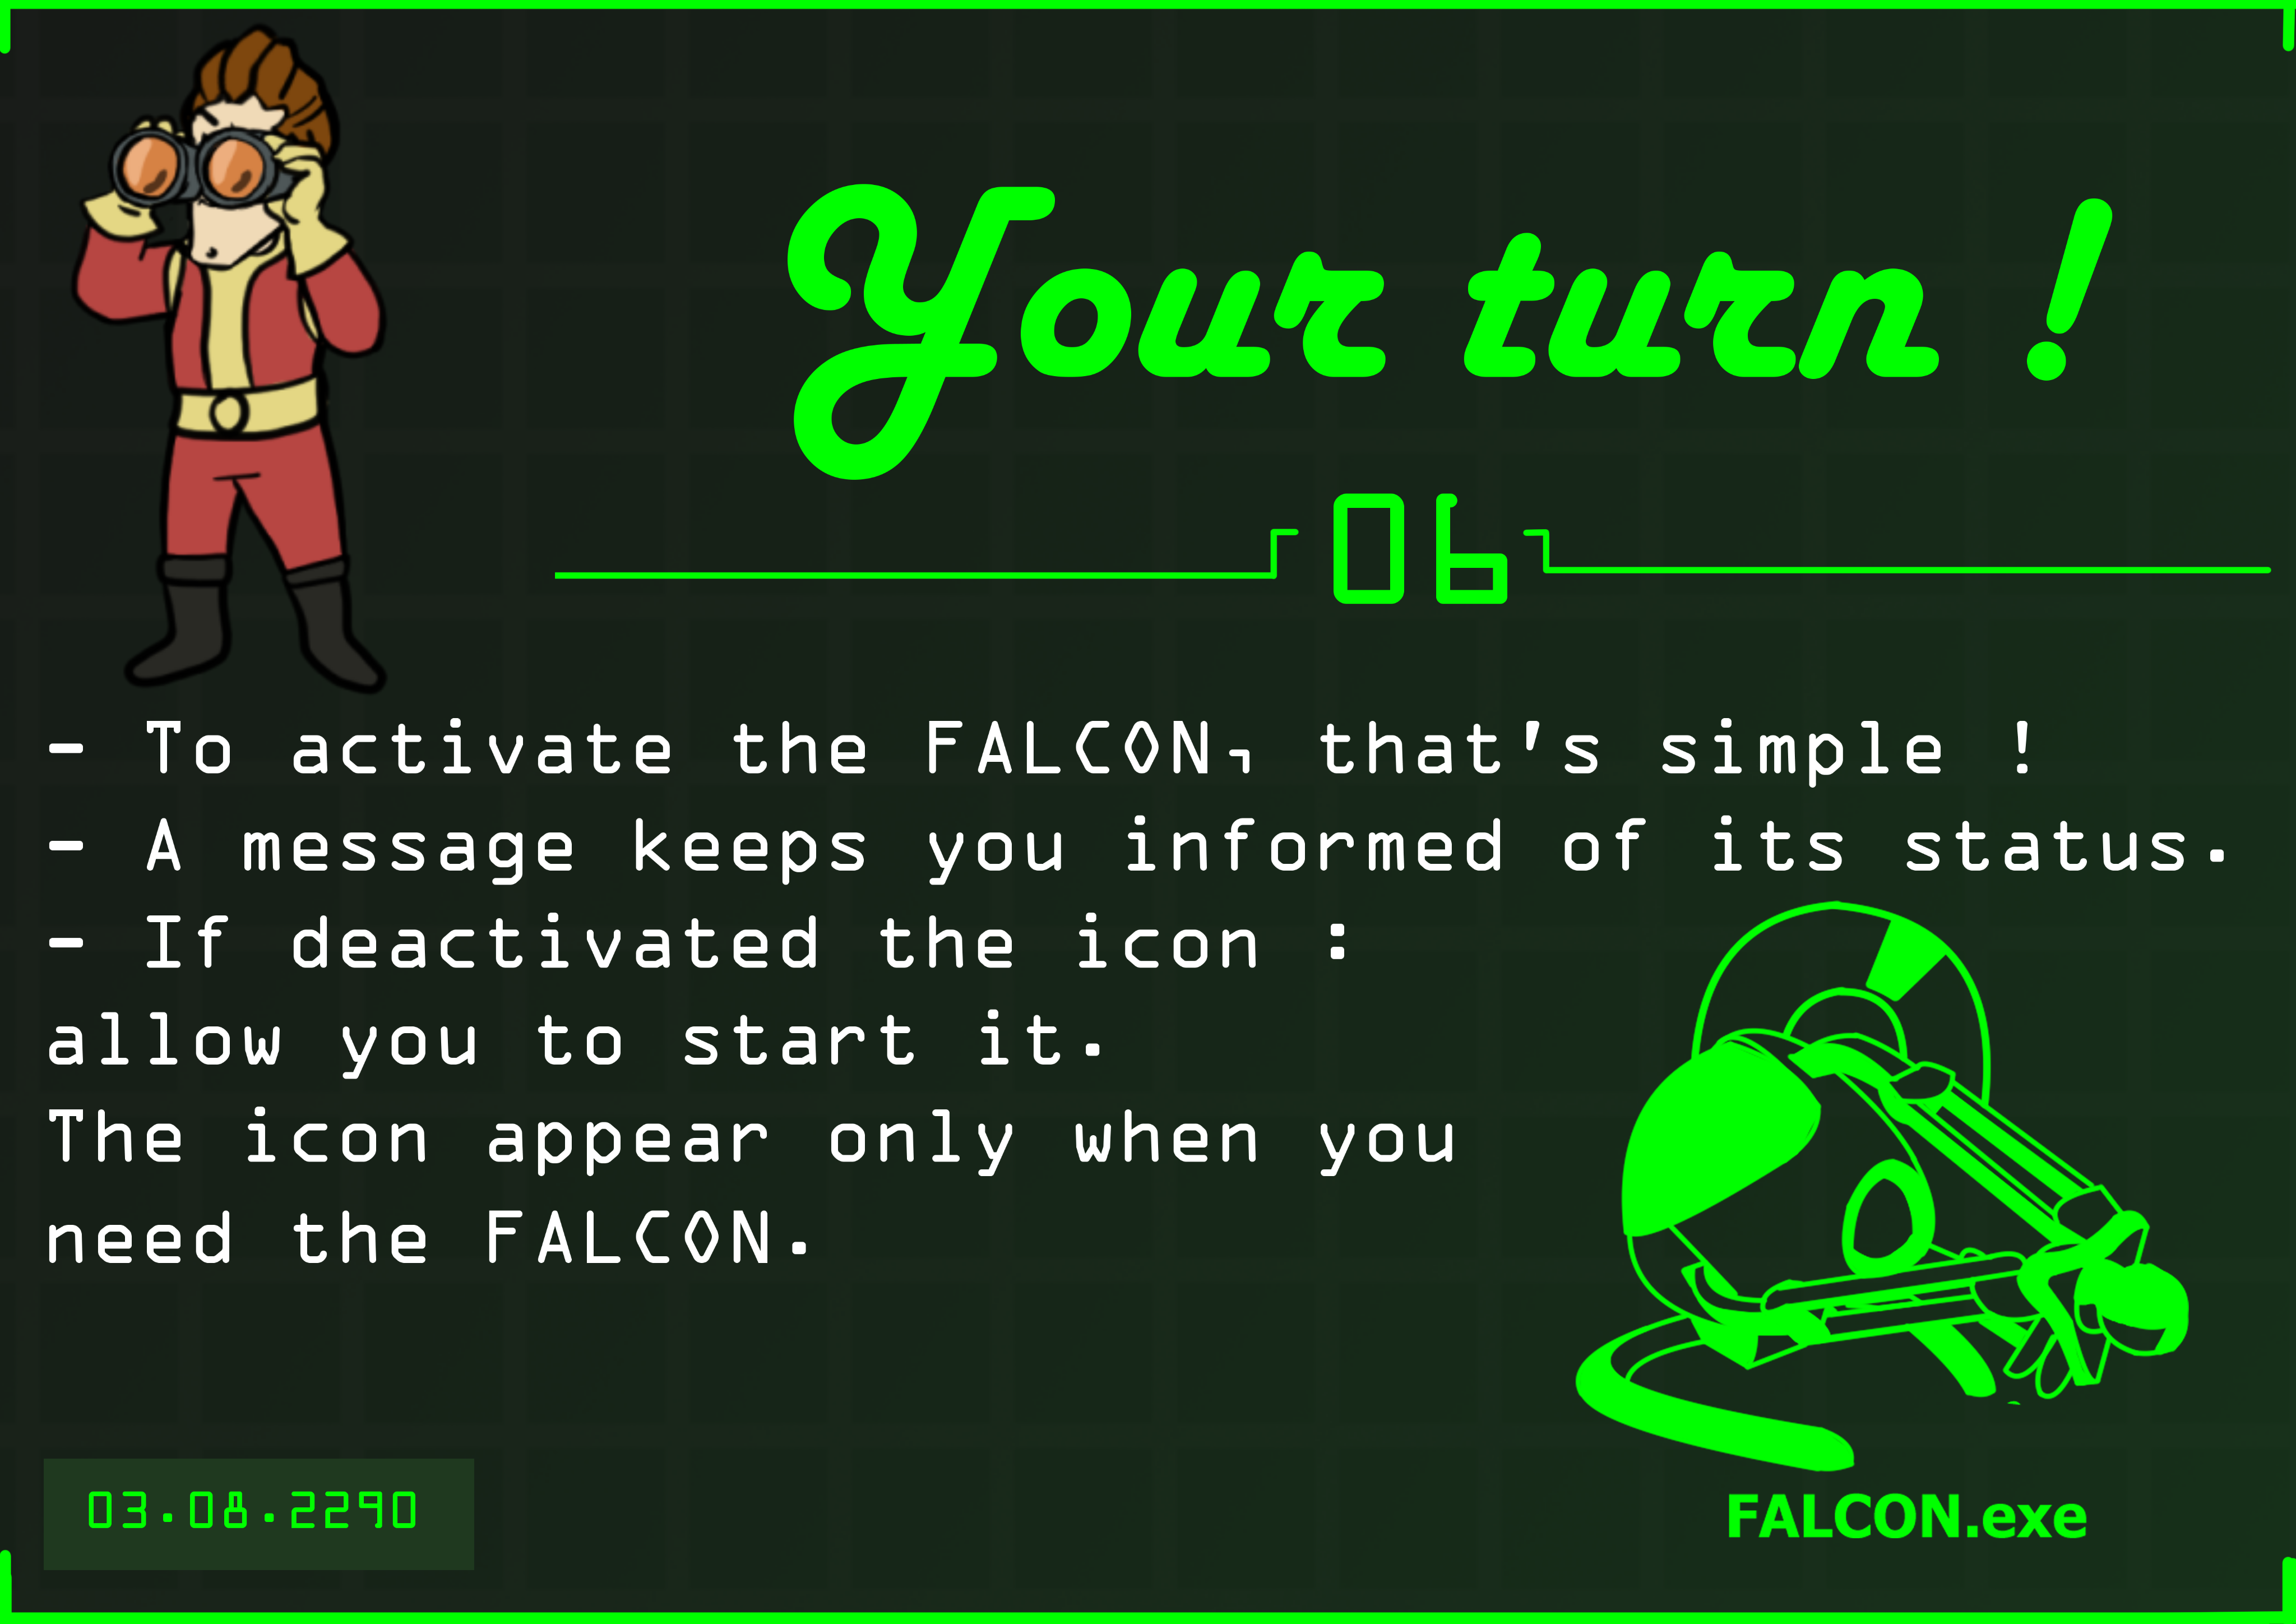 Your turn !
06
- To activate the FALCON, that's simple !
- A message keeps you informed of its status.
- If deactivated the icon :
allow you to start it.
The icon appear only when you
need the FALCON.
03.08.2290
FALCON.exe